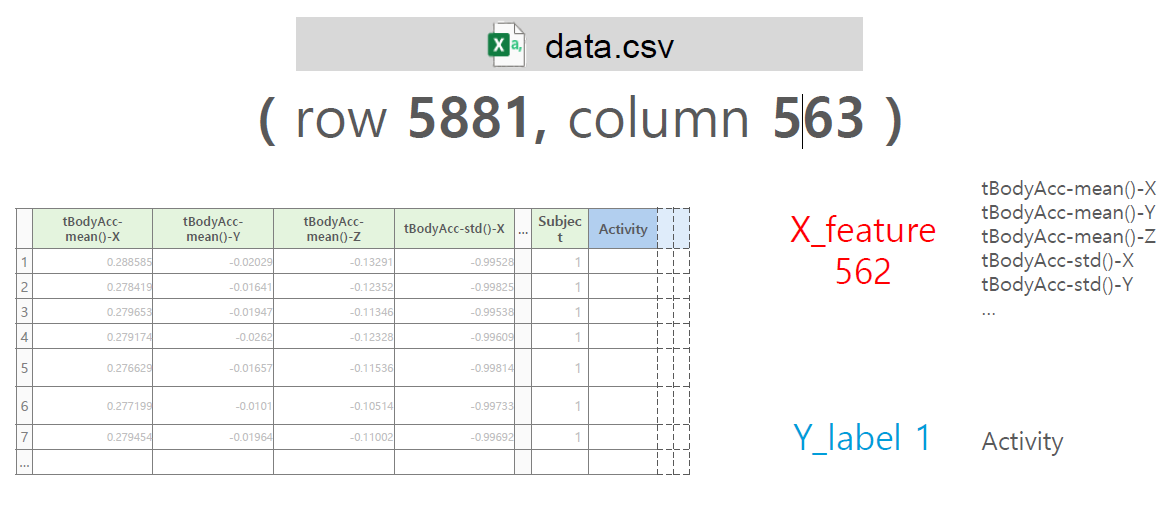 data.csv
( row 5881, column 563 )
tBodyAcc-mean()-X tBodyAcc-mean()-Y tBodyAcc-mean()-Z tBodyAcc-std()-X ... Subject Activity
1 0.288585 -0.02029 -0.13291 -0.99528 1
2 0.278419 -0.01641 -0.12352 -0.99825 1
3 0.279653 -0.01947 -0.11346 -0.99538 1
4 0.279174 -0.0262 -0.12328 -0.99609 1
5 0.276629 -0.01657 -0.11536 -0.99814 1
6 0.277199 -0.0101 -0.10514 -0.99733 1
7 0.279454 -0.01964 -0.11002 -0.99692 1
...
X_feature
562
tBodyAcc-mean()-X
tBodyAcc-mean()-Y
tBodyAcc-mean()-Z
tBodyAcc-std()-X
tBodyAcc-std()-Y
...
Y_label 1
Activity